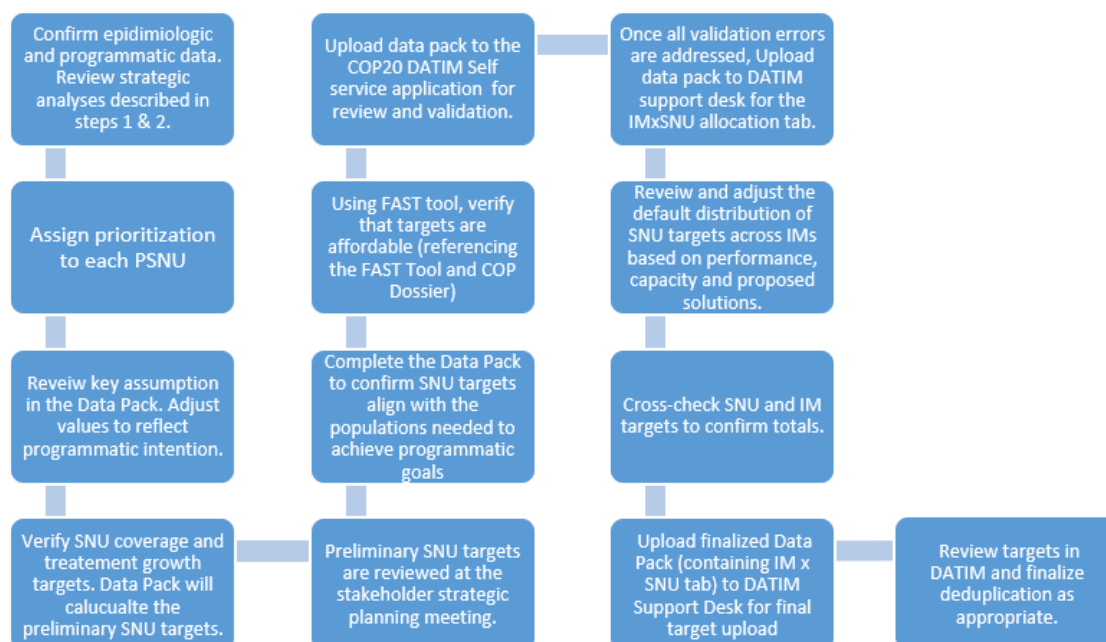 Confirm epidimiologic
and programmatic data.
Review strategic
analyses described in
steps 1 & 2.
Assign prioritization
to each PSNU
Reveiw key assumption
in the Data Pack. Adjust
values to reflect
programmatic intention.
Verify SNU coverage and
treatement growth
targets. Data Pack will
calucualte the
preliminary SNU targets.
Preliminary SNU targets
are reviewed at the
stakeholder strategic
planning meeting.
Complete the Data Pack
to confirm SNU targets
align with the
populations needed to
achieve programmatic
goals
Using FAST tool, verify
that targets are
affordable (referencing
the FAST Tool and COP
Dossier)
Upload data pack to the
COP20 DATIM Self
service application for
review and validation.
Once all validation errors
are addressed, Upload
data pack to DATIM
support desk for the
IMxSNU allocation tab.
Reveiw and adjust the
default distribution of
SNU targets across IMs
based on performance,
capacity and proposed
solutions.
Cross-check SNU and IM
targets to confirm totals.
Upload finalized Data
Pack (containing IM x
SNU tab) to DATIM
Support Desk for final
target upload
Review targets in
DATIM and finalize
deduplication as
appropriate.